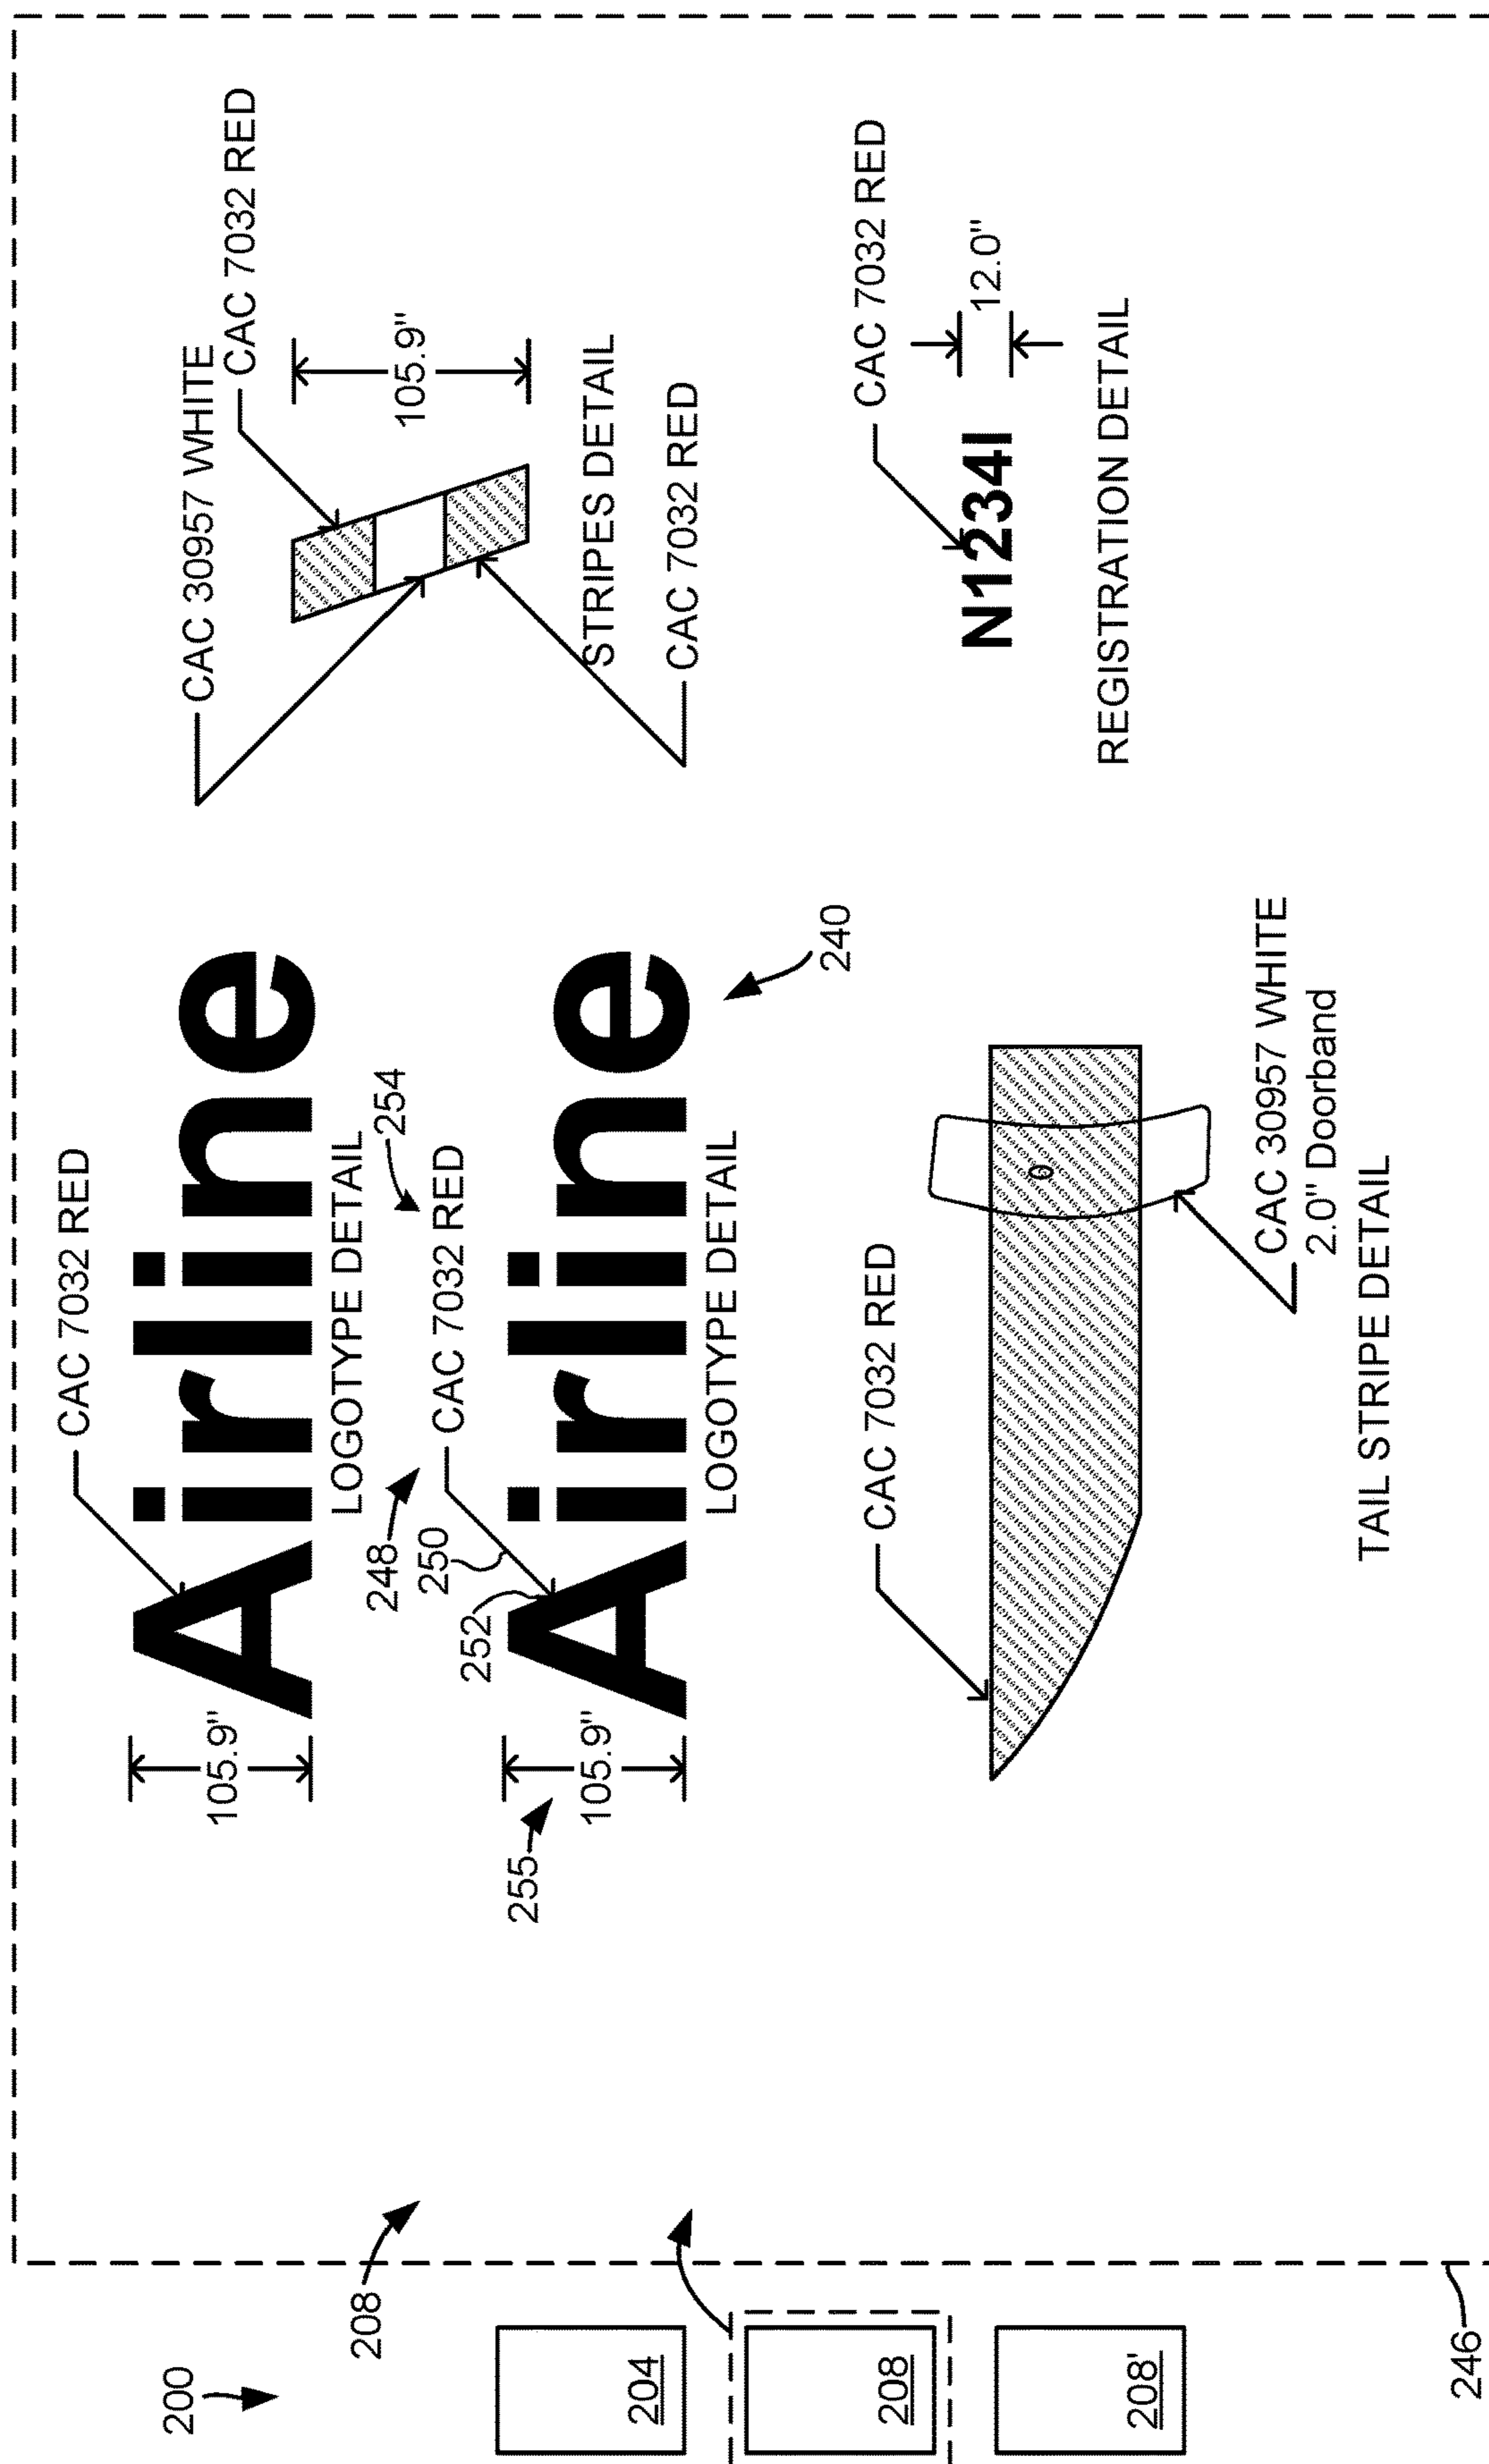 CAC 7032 RED
200
105.9"
Airline
CAC 30957 WHITE
CAC 7032 RED
LOGOTYPE DETAIL
208
248
254
105.9"
250
CAC 7032 RED
252
255
105.9"
Airline
STRIPES DETAIL
204
LOGOTYPE DETAIL
CAC 7032 RED
240
208
CAC 7032 RED
CAC 7032 RED
N1234I
12.0"
REGISTRATION DETAIL
208'
CAC 30957 WHITE
2.0" Doorband
TAIL STRIPE DETAIL
246